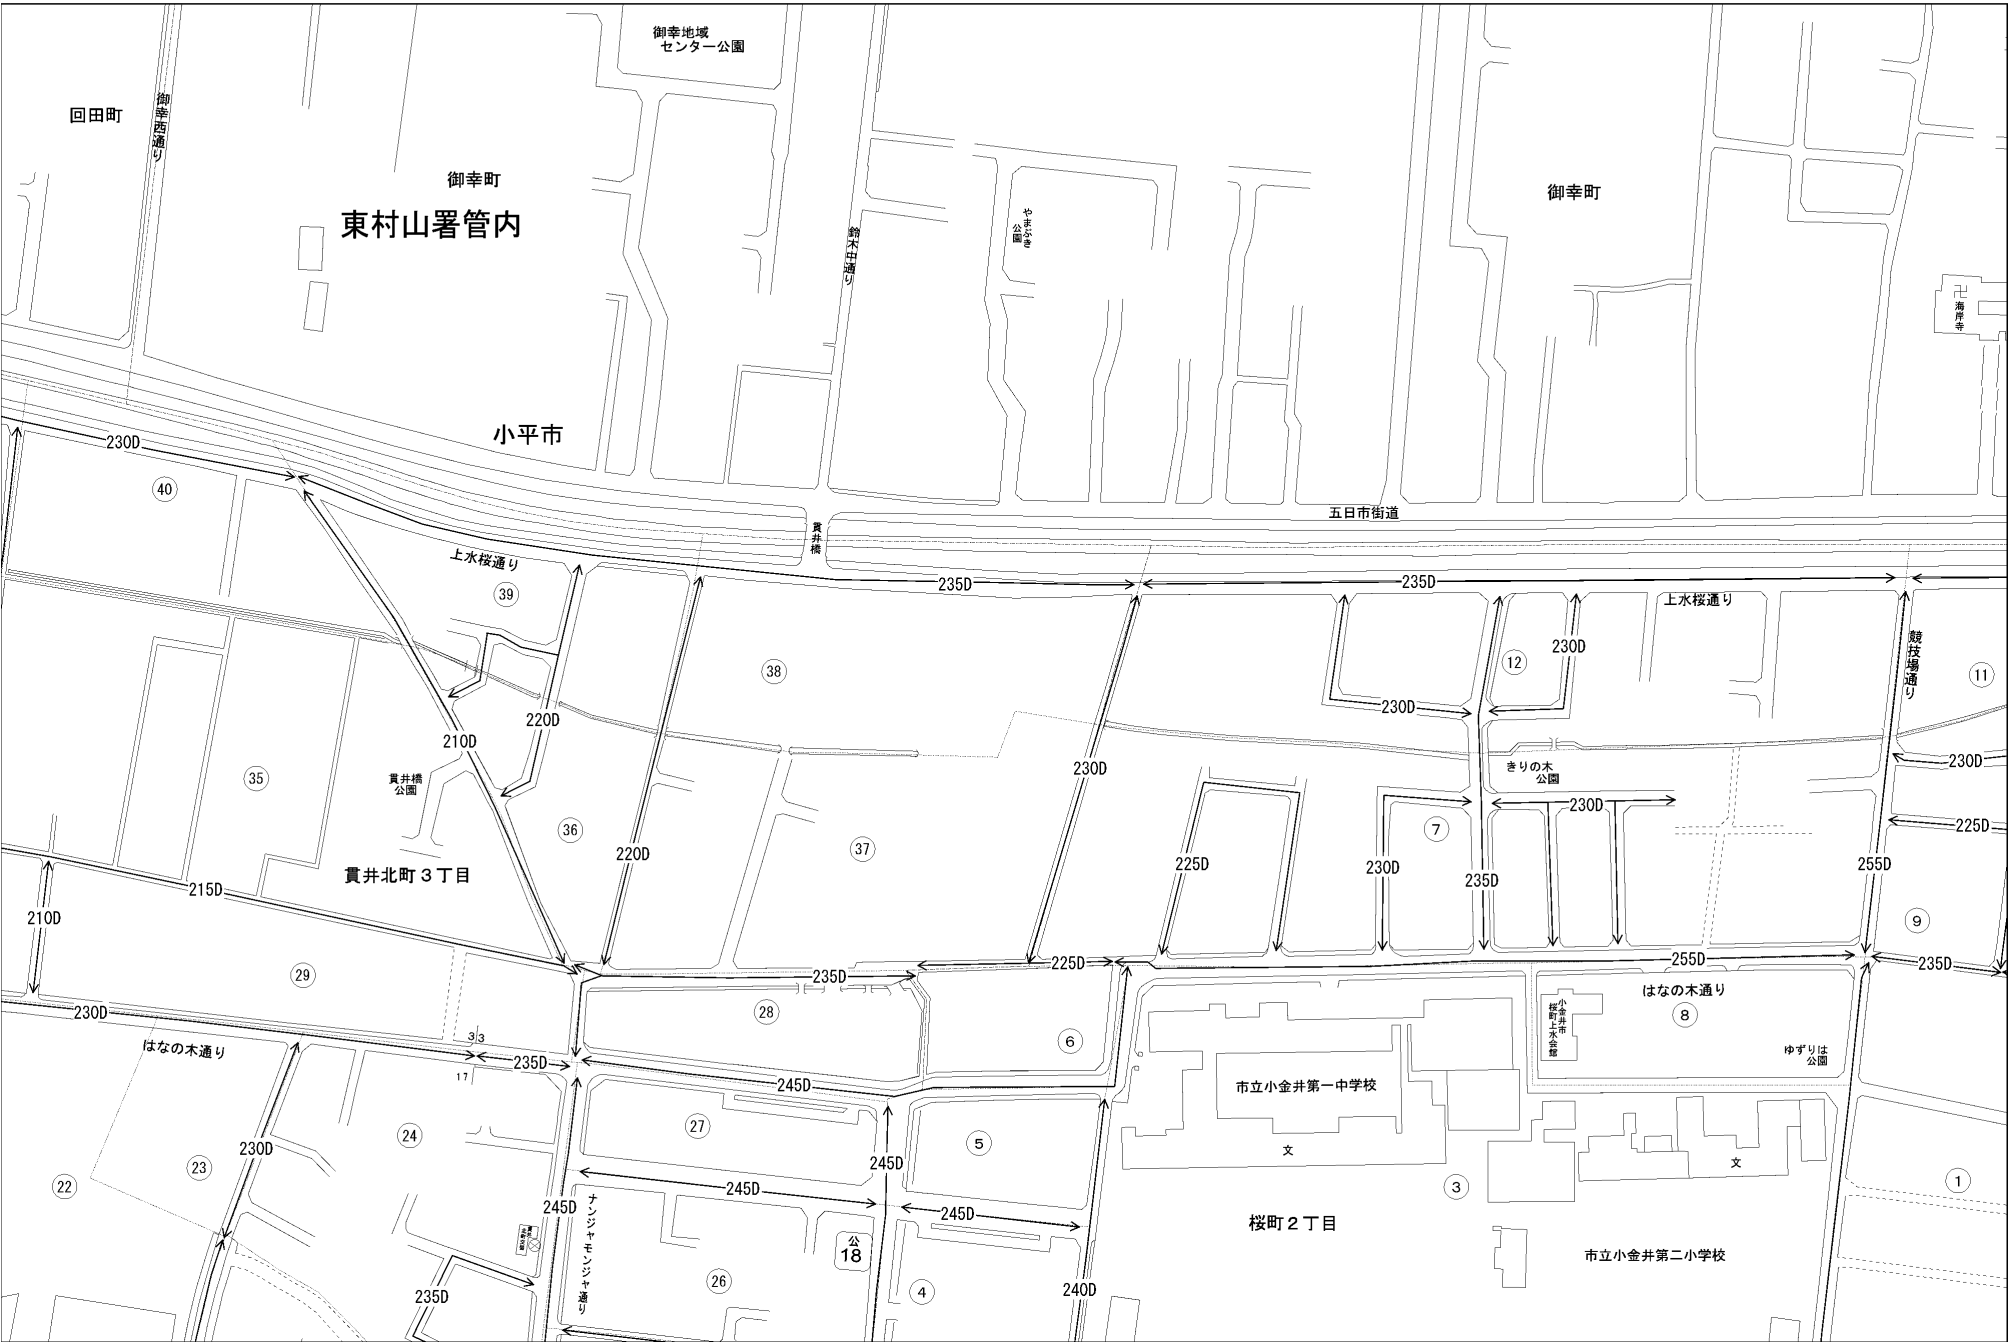 御幸地域
センター公園
回田町
御幸西通り
御幸町
東村山署管内
やまぶき
公園
鈴木中通り
御幸町
海岸寺
小平市
230D
40
五日市街道
貫井橋
上水桜通り
39
235D
235D
上水桜通り
競技場通り
38
12
230D
11
230D
220D
210D
230D
35
貫井橋
公園
きりの木
公園
230D
230D
225D
36
7
37
220D
225D
230D
235D
255D
貫井北町3丁目
215D
210D
9
29
235D
225D
255D
235D
はなの木通り
28
8
小金井市
桜町上水会館
230D
はなの木通り
33
17
235D
6
ゆずりは
公園
245D
市立小金井第一中学校
27
24
5
文
文
230D
23
22
245D
245D
245D
245D
3
1
ナンジャモンジャ通り
公
18
桜町2丁目
市立小金井第二小学校
26
4
240D
235D